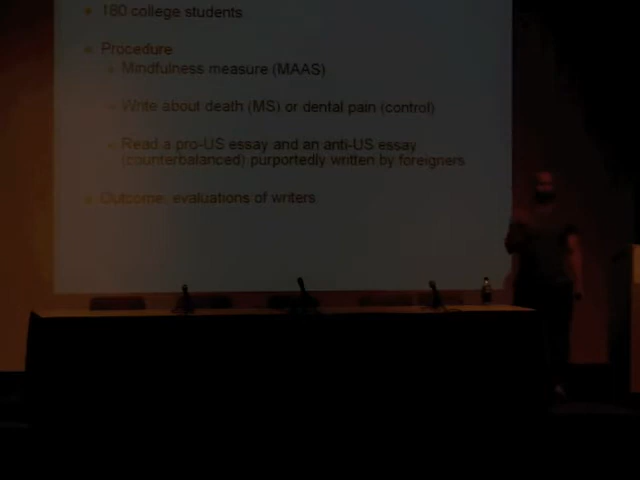 180 college students
Procedure
Mindfulness measure (MAAS)
Write about death (MS) or dental pain (control)
Read a pro-US essay and an anti-US essay
(counterbalanced) purportedly written by foreigners
Outcome: evaluations of writers